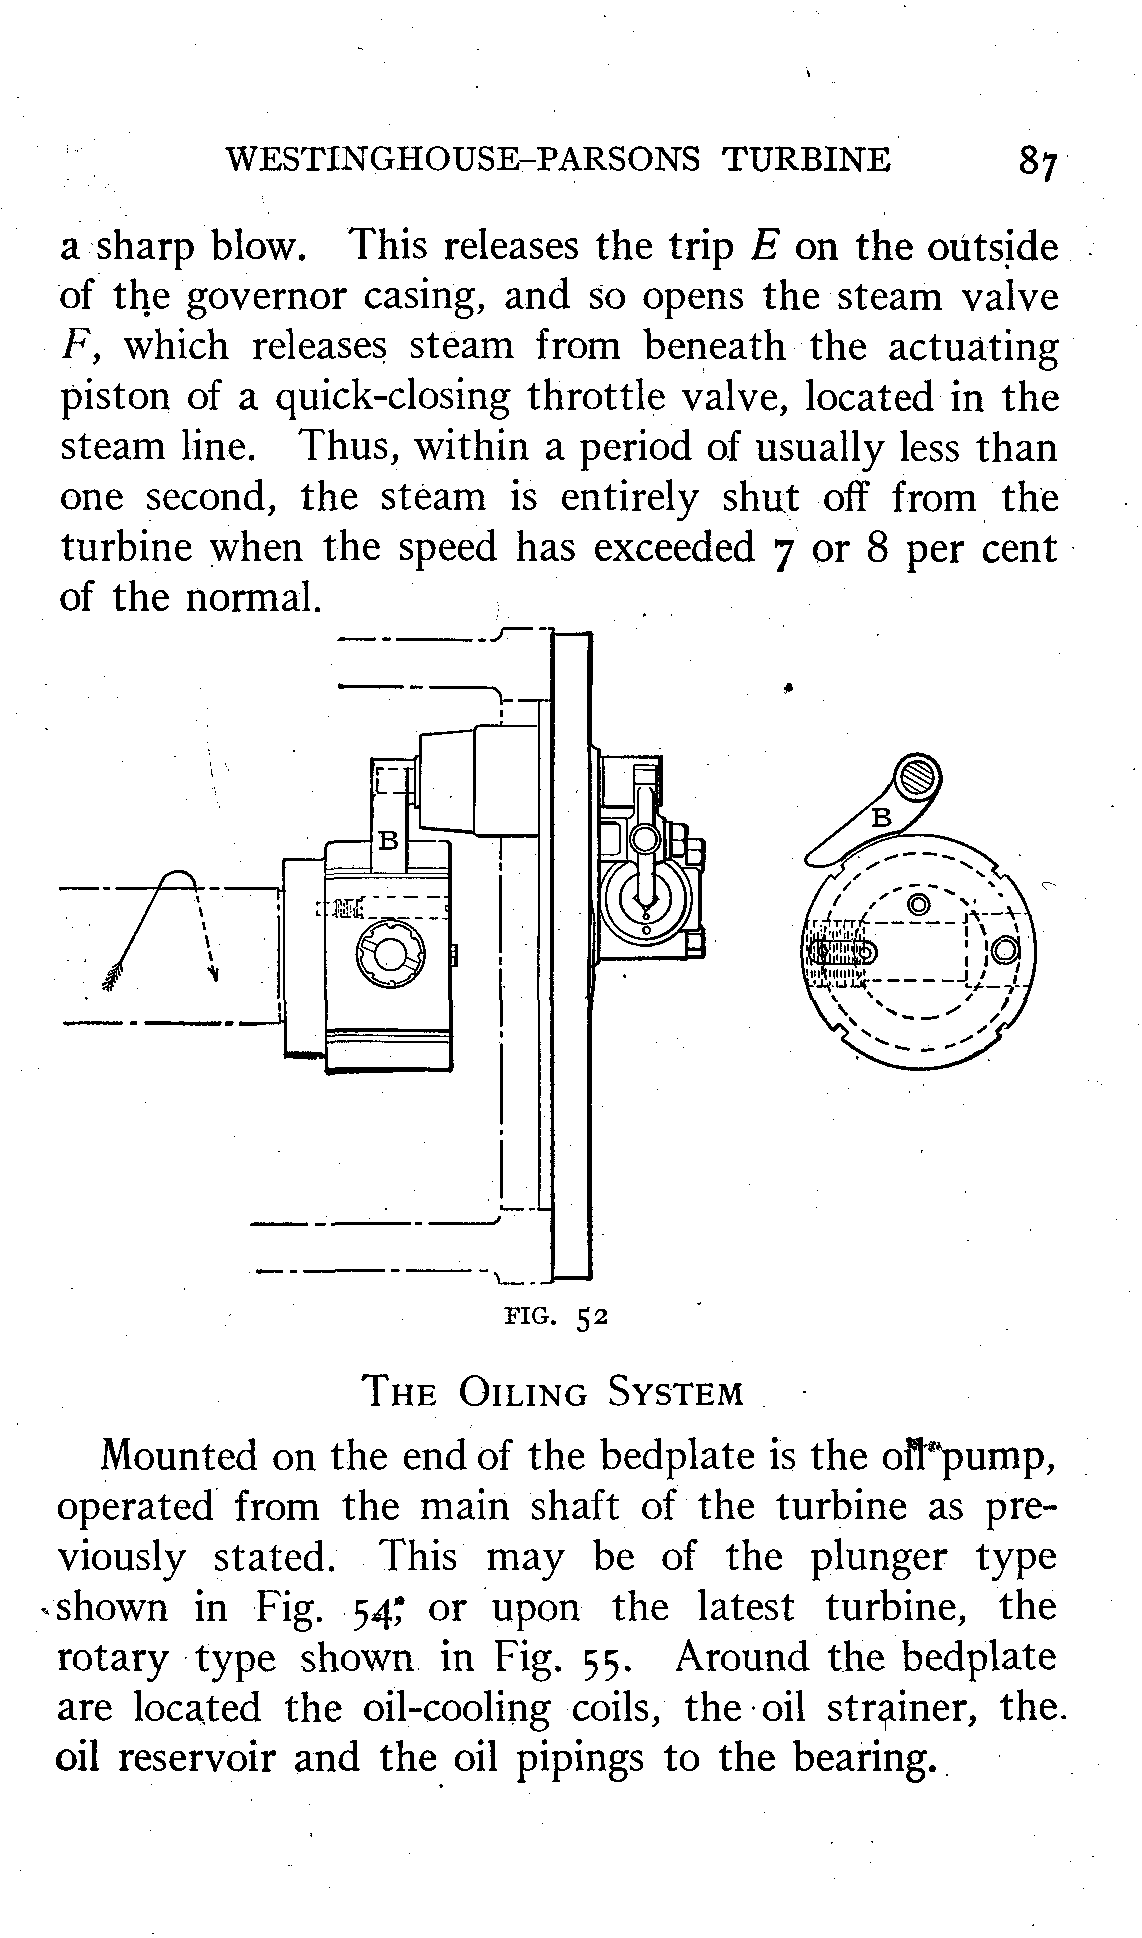 WESTINGHOUSE–PARSONS TURBINE 87
a sharp blow. This releases the trip E on the outside
of the governor casing, and so opens the steam valve
F, which releases steam from beneath the actuating
piston of a quick-closing throttle valve, located in the
steam line. Thus, within a period of usually less than
one second, the steam is entirely shut off from the
turbine when the speed has exceeded 7 or 8 per cent
of the normal.
B
B
FIG. 52
THE OILING SYSTEM
Mounted on the end of the bedplate is the oil pump,
operated from the main shaft of the turbine as pre-
viously stated. This may be of the plunger type
shown in Fig. 54; or upon the latest turbine, the
rotary type shown in Fig. 55. Around the bedplate
are located the oil-cooling coils, the oil strainer, the
oil reservoir and the oil pipings to the bearing.